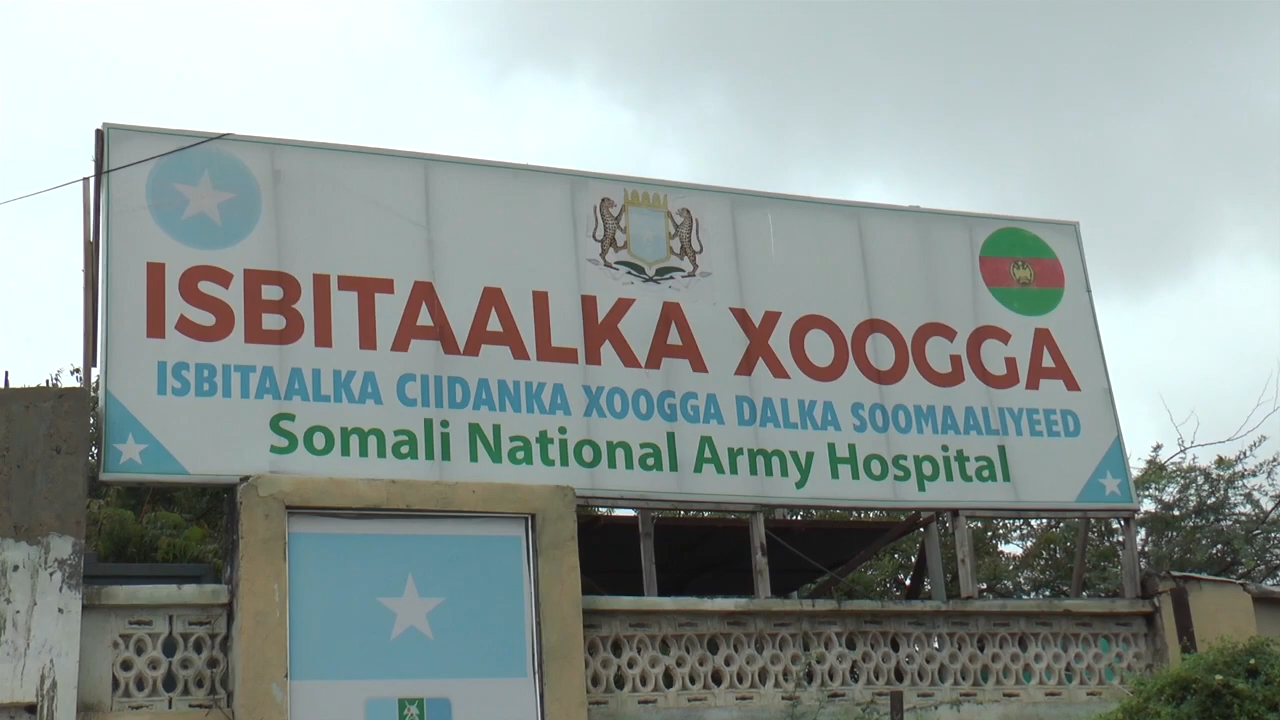 ISBITAALKA XOOGGA
ISBITAALKA CIIDANKA XOOGGA DALKA SOOMAALIYEED
Somali National Army Hospital